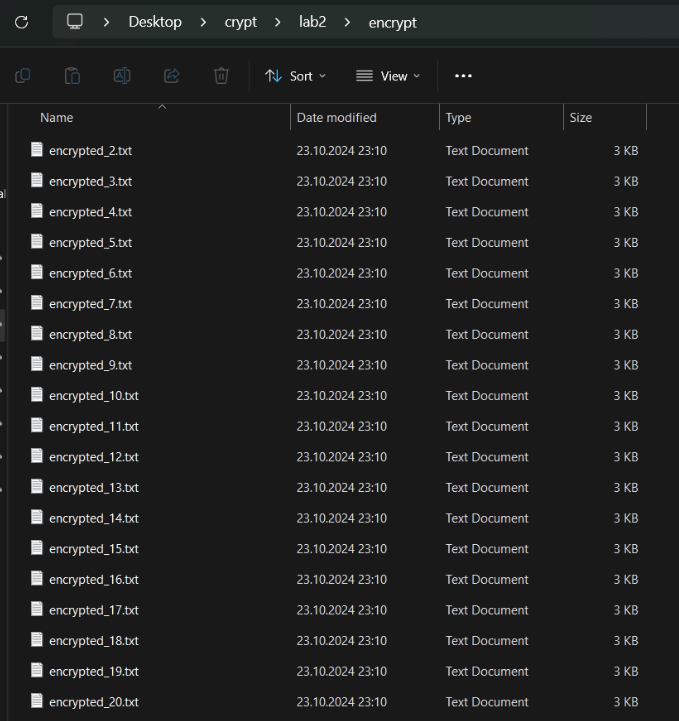 Desktop > crypt > lab2 > encrypt
Sort View
Name Date modified Type Size
encrypted_2.txt 23.10.2024 23:10 Text Document 3 KB
encrypted_3.txt 23.10.2024 23:10 Text Document 3 KB
encrypted_4.txt 23.10.2024 23:10 Text Document 3 KB
encrypted_5.txt 23.10.2024 23:10 Text Document 3 KB
encrypted_6.txt 23.10.2024 23:10 Text Document 3 KB
encrypted_7.txt 23.10.2024 23:10 Text Document 3 KB
encrypted_8.txt 23.10.2024 23:10 Text Document 3 KB
encrypted_9.txt 23.10.2024 23:10 Text Document 3 KB
encrypted_10.txt 23.10.2024 23:10 Text Document 3 KB
encrypted_11.txt 23.10.2024 23:10 Text Document 3 KB
encrypted_12.txt 23.10.2024 23:10 Text Document 3 KB
encrypted_13.txt 23.10.2024 23:10 Text Document 3 KB
encrypted_14.txt 23.10.2024 23:10 Text Document 3 KB
encrypted_15.txt 23.10.2024 23:10 Text Document 3 KB
encrypted_16.txt 23.10.2024 23:10 Text Document 3 KB
encrypted_17.txt 23.10.2024 23:10 Text Document 3 KB
encrypted_18.txt 23.10.2024 23:10 Text Document 3 KB
encrypted_19.txt 23.10.2024 23:10 Text Document 3 KB
encrypted_20.txt 23.10.2024 23:10 Text Document 3 KB